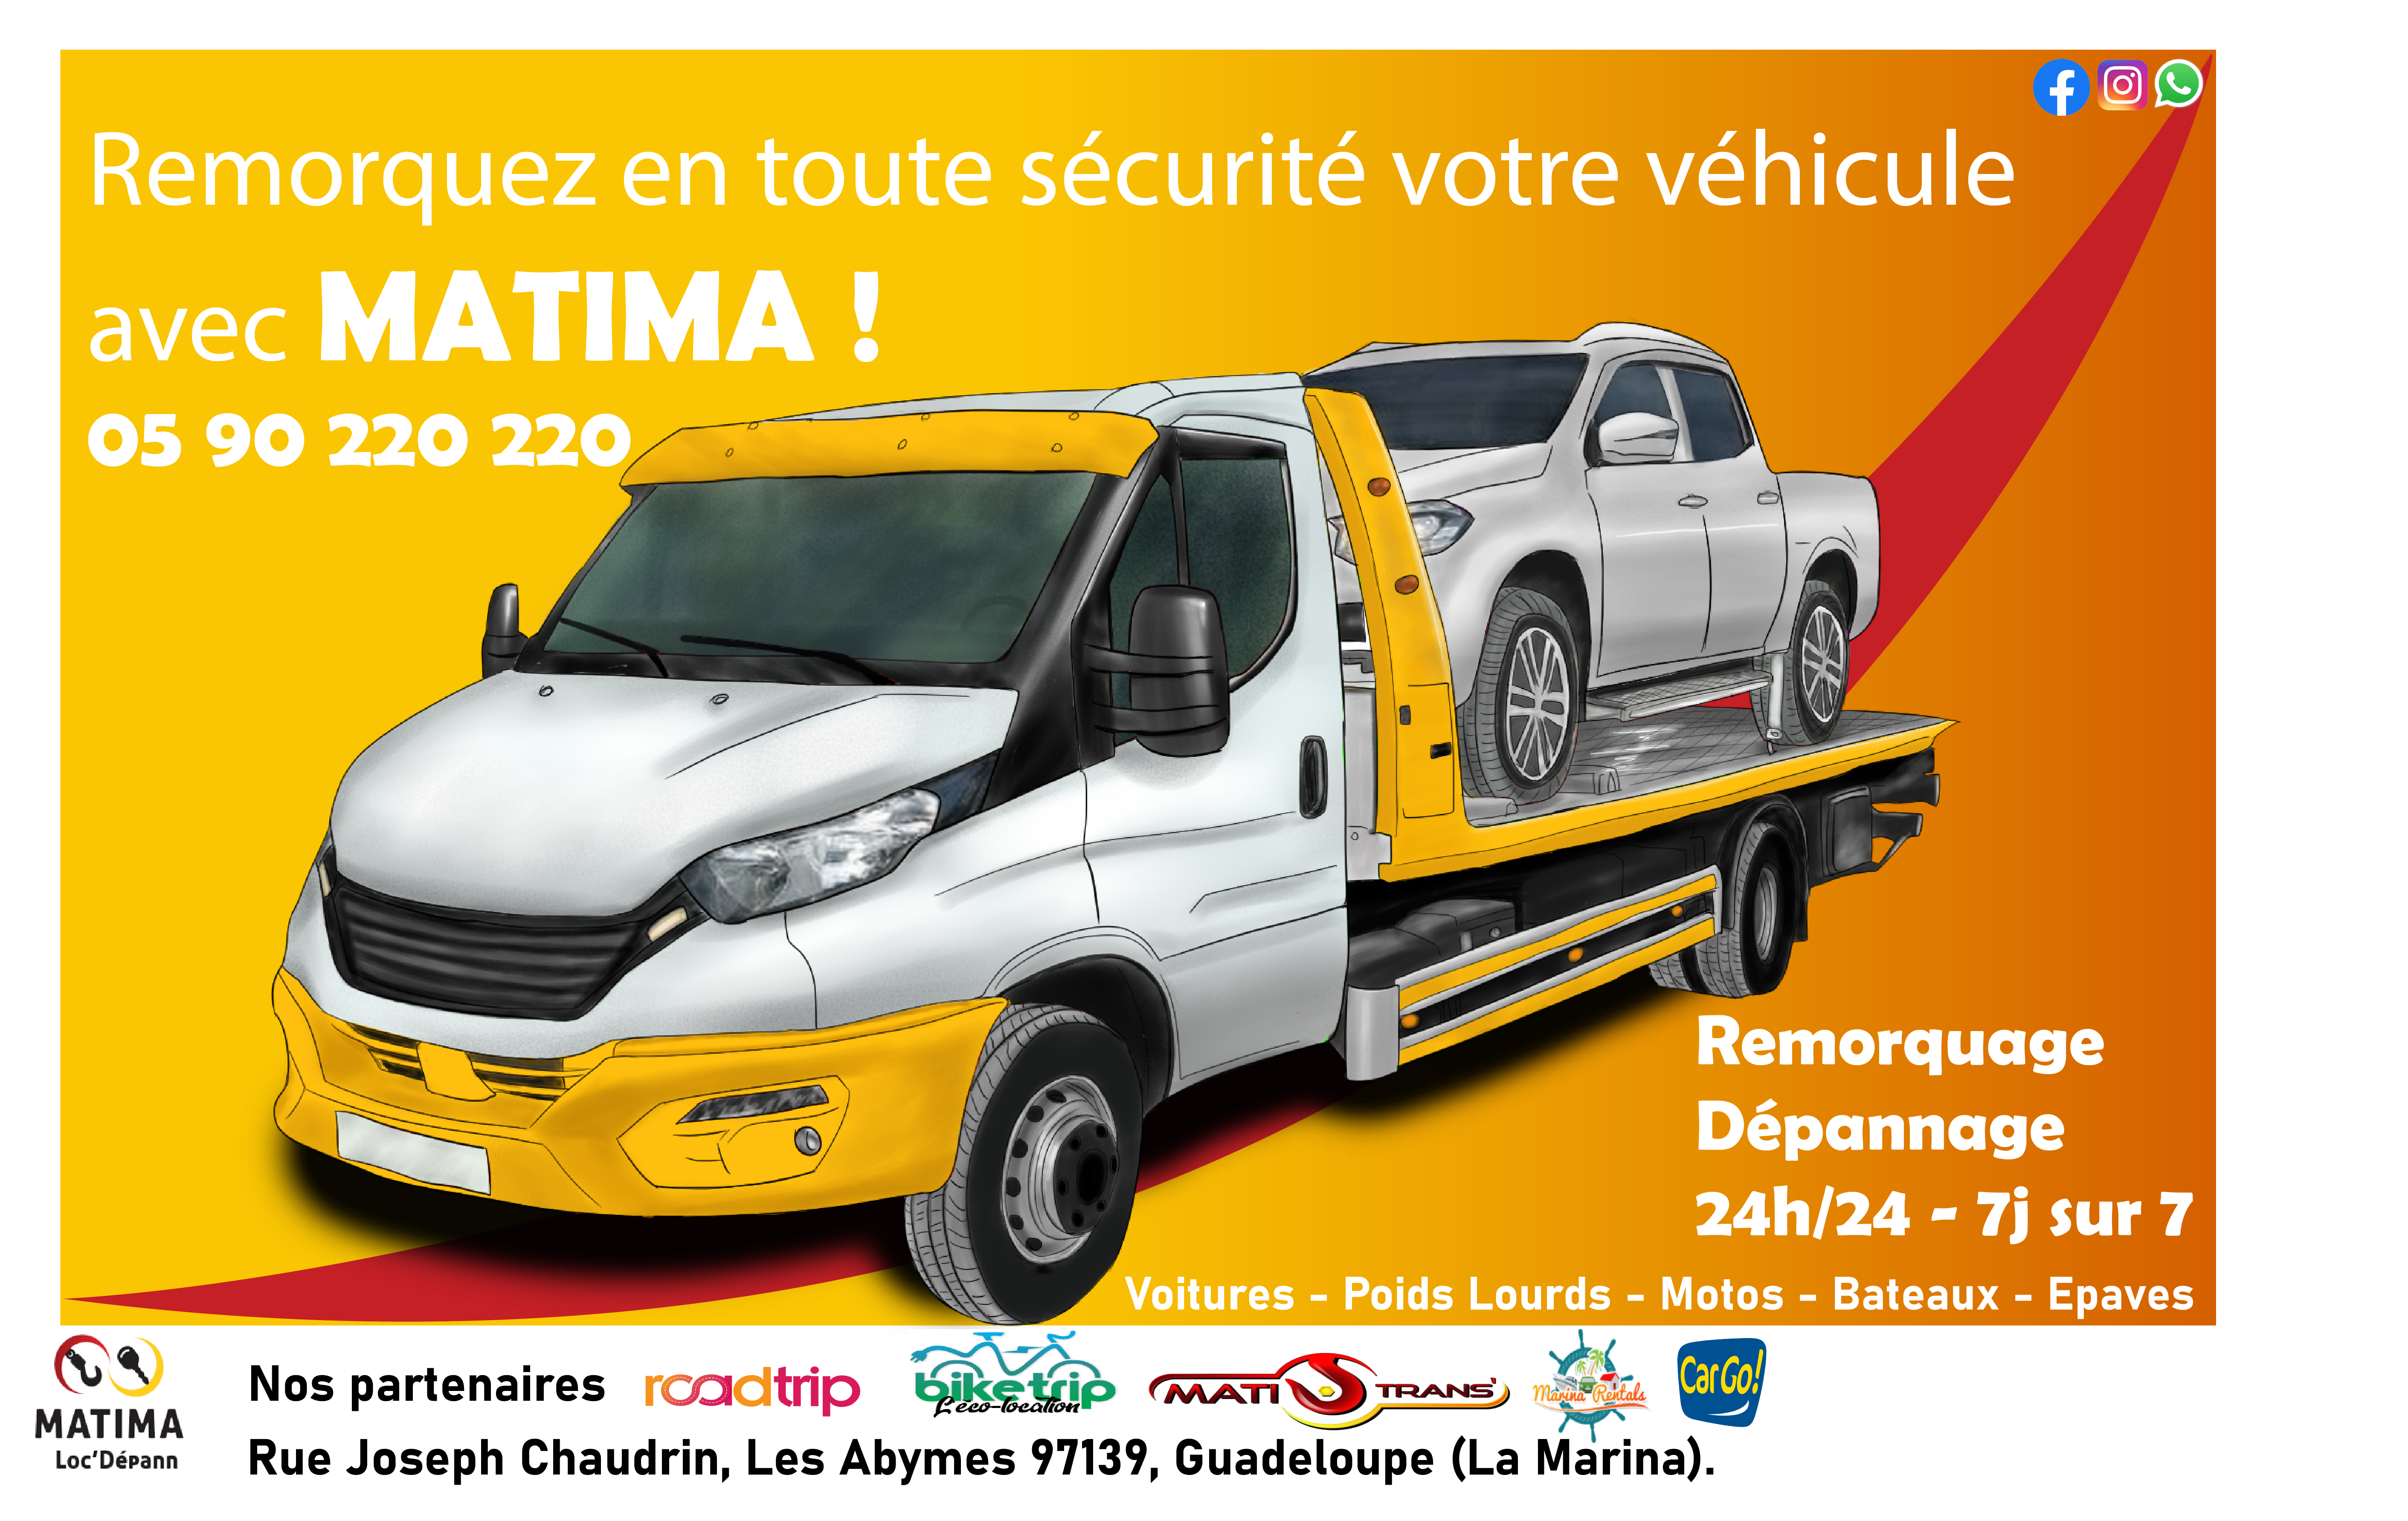 Remorquez en toute sécurité votre véhicule
avec MATIMA !
05 90 220 220
Remorquage
Dépannage
24h/24 - 7j sur 7
Voitures - Poids Lourds - Motos - Bateaux - Epaves
MATIMA
Loc'Dépann
Nos partenaires
roadtrip
biketrip
L'éco-location
MATI S TRANS'
Marina Rentals
CarGo!
Rue Joseph Chaudrin, Les Abymes 97139, Guadeloupe (La Marina).